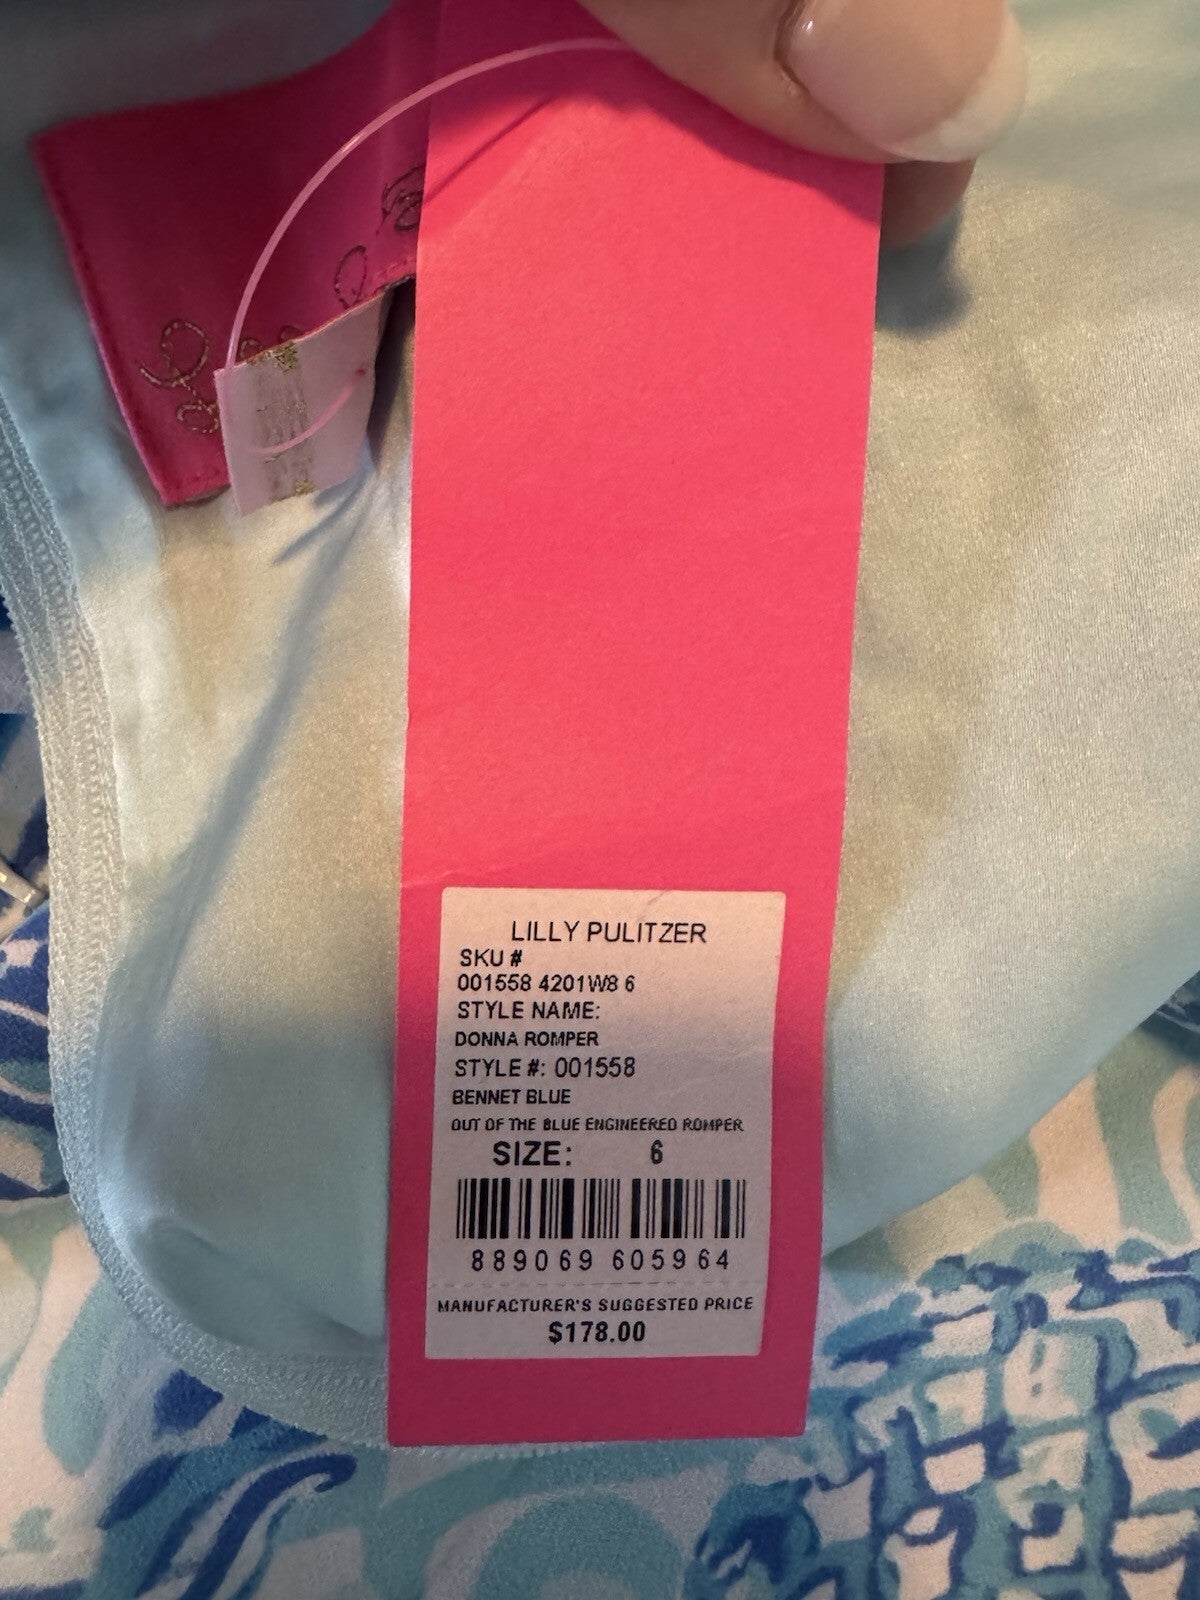 LILLY PULITZER
SKU #
001558 4201W8 6
STYLE NAME:
DONNA ROMPER
STYLE #: 001558
BENNET BLUE
OUT OF THE BLUE ENGINEERED ROMPER
SIZE: 6
889069 605964
MANUFACTURER'S SUGGESTED PRICE
$178.00